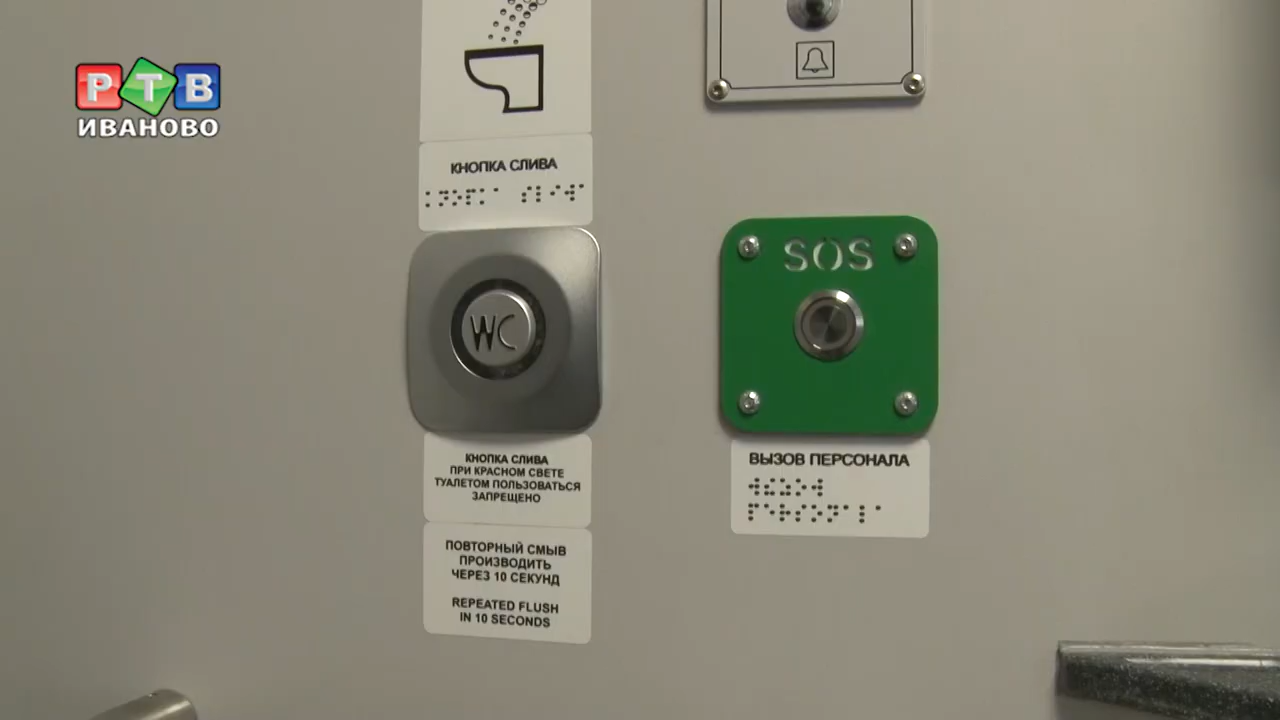 РТВ
ИВАНОВО
КНОПКА СЛИВА
⠅⠝⠕⠏⠅⠁ ⠎⠇⠊⠺⠁
WC
КНОПКА СЛИВА
ПРИ КРАСНОМ СВЕТЕ
ТУАЛЕТОМ ПОЛЬЗОВАТЬСЯ
ЗАПРЕЩЕНО
ПОВТОРНЫЙ СМЫВ
ПРОИЗВОДИТЬ
ЧЕРЕЗ 10 СЕКУНД
REPEATED FLUSH
IN 10 SECONDS
SOS
ВЫЗОВ ПЕРСОНАЛА
⠺⠮⠵⠕⠺
⠏⠑⠗⠎⠕⠝⠁⠇⠁